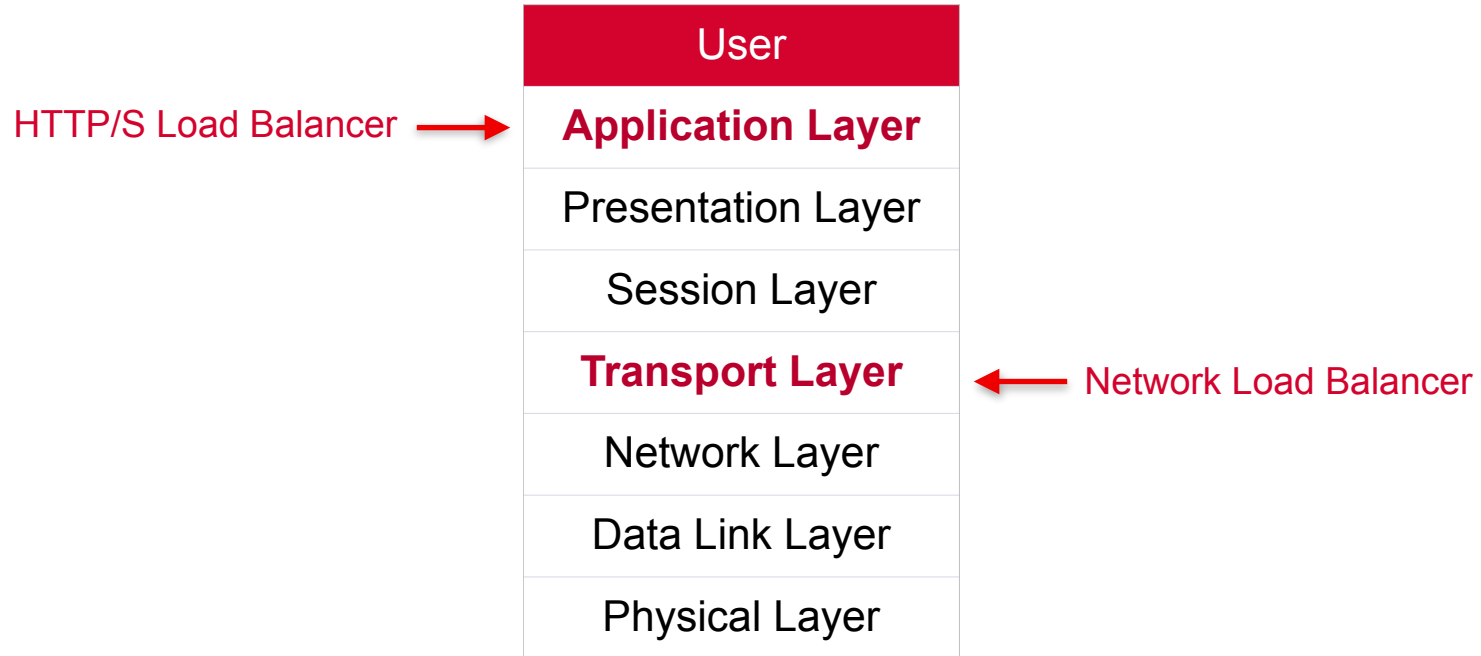 User
HTTP/S Load Balancer
Application Layer
Presentation Layer
Session Layer
Transport Layer
Network Load Balancer
Network Layer
Data Link Layer
Physical Layer